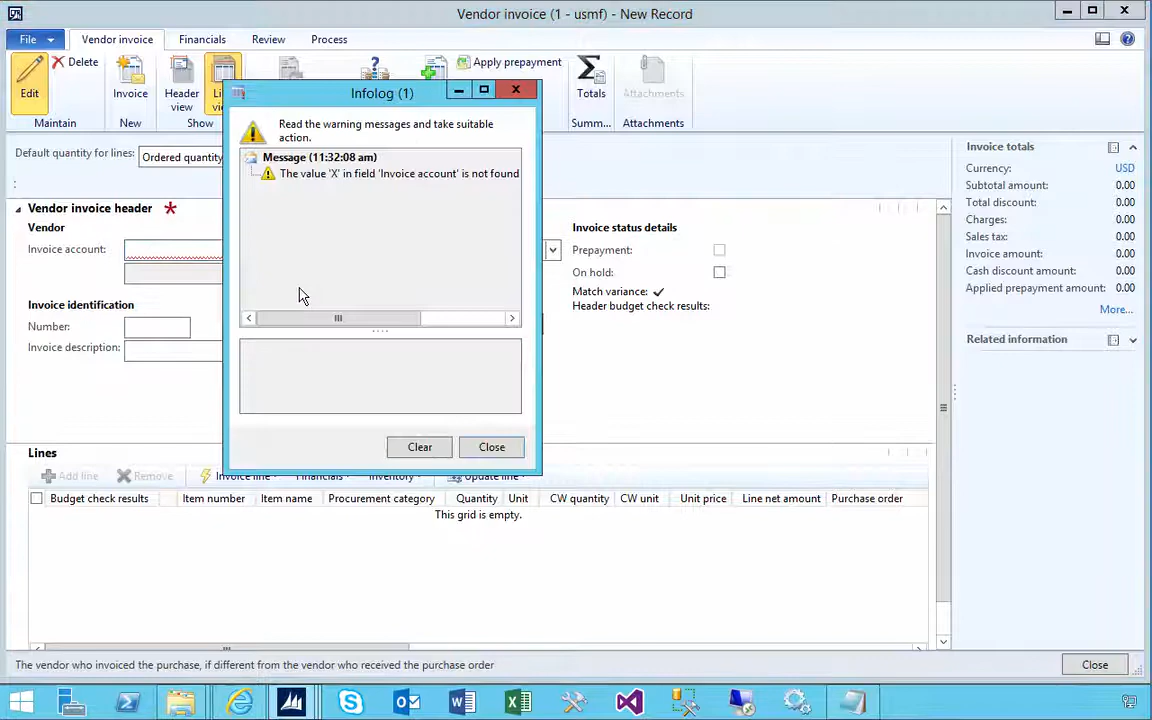 Vendor invoice (1 - usmf) - New Record
File
Vendor invoice
Financials
Review
Process
Edit
Delete
Maintain
Invoice
New
Header view
Show
Apply prepayment
Totals
Summ...
Attachments
Attachments
Default quantity for lines:
Ordered quantity
:
Infolog (1)
Read the warning messages and take suitable
action.
Message (11:32:08 am)
The value 'X' in field 'Invoice account' is not found
Clear
Close
Vendor invoice header *
Vendor
Invoice account:
Invoice identification
Number:
Invoice description:
Invoice status details
Prepayment:
On hold:
Match variance:
Header budget check results:
Invoice totals
Currency: USD
Subtotal amount: 0.00
Total discount: 0.00
Charges: 0.00
Sales tax: 0.00
Invoice amount: 0.00
Cash discount amount: 0.00
Applied prepayment amount: 0.00
More...
Related information
Lines
Add line
Remove
Invoice line
Financials
Inventory
Update line
Budget check results
Item number
Item name
Procurement category
Quantity
Unit
CW quantity
CW unit
Unit price
Line net amount
Purchase order
This grid is empty.
The vendor who invoiced the purchase, if different from the vendor who received the purchase order
Close